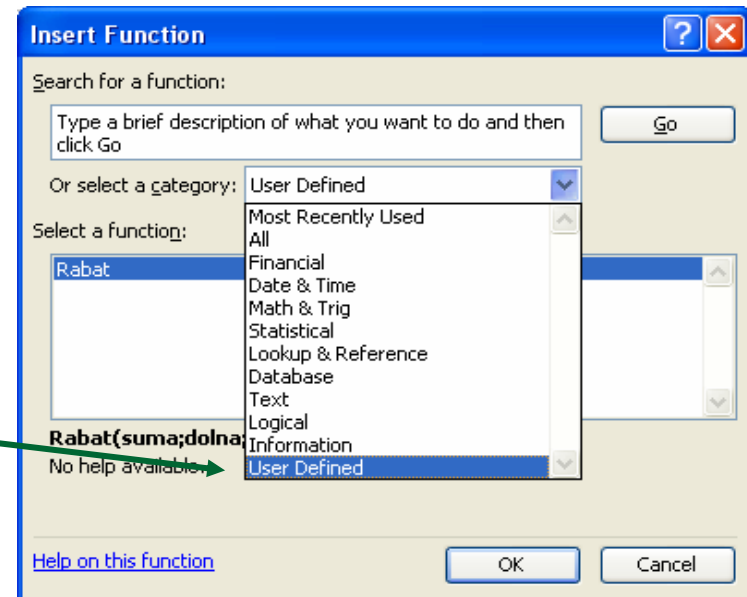 Insert Function
Search for a function:
Type a brief description of what you want to do and then
click Go
Go
Or select a category: User Defined
Most Recently Used
Select a function:
All
Rabat
Financial
Date & Time
Math & Trig
Statistical
Lookup & Reference
Database
Text
Logical
Rabat(suma;dolna;
Information
No help available.
User Defined
Help on this function
OK
Cancel